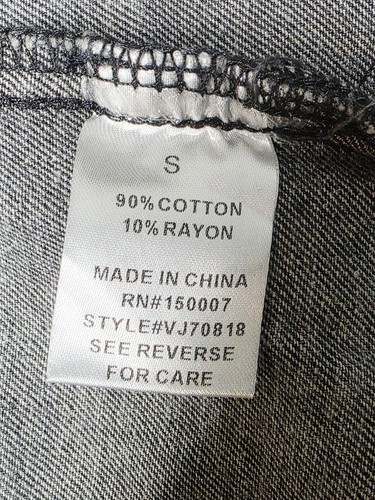 S
90% COTTON
10% RAYON
MADE IN CHINA
RN#150007
STYLE#VJ70818
SEE REVERSE
FOR CARE